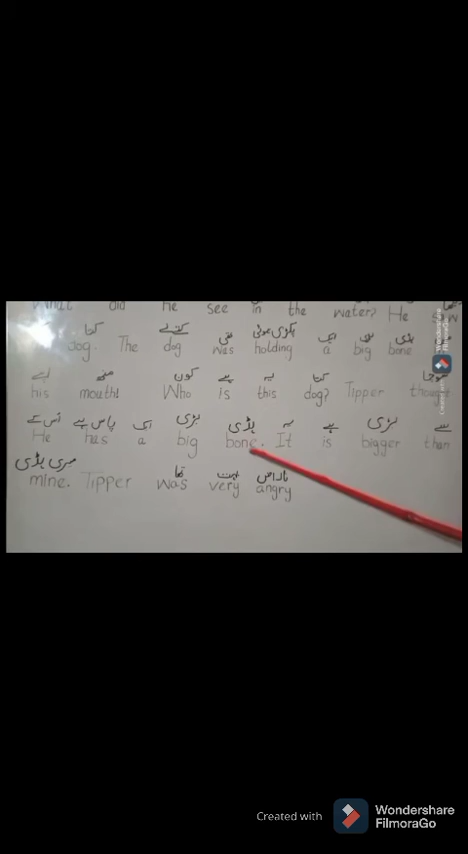 What did he see in the water? He
کتا کتے تھی پکڑی ہوئی ایک بڑی ہڈی
dog. The dog was holding a big bone
اپنے منہ کون ہے یہ کتا سوچا
his mouth! Who is this dog? Tipper thought
اس کے پاس ہے ایک بڑی ہڈی یہ ہے بڑی سے
He has a big bone. It is bigger than
میری ہڈی تھا بہت ناراض
mine. Tipper was very angry
Created with Wondershare FilmoraGo